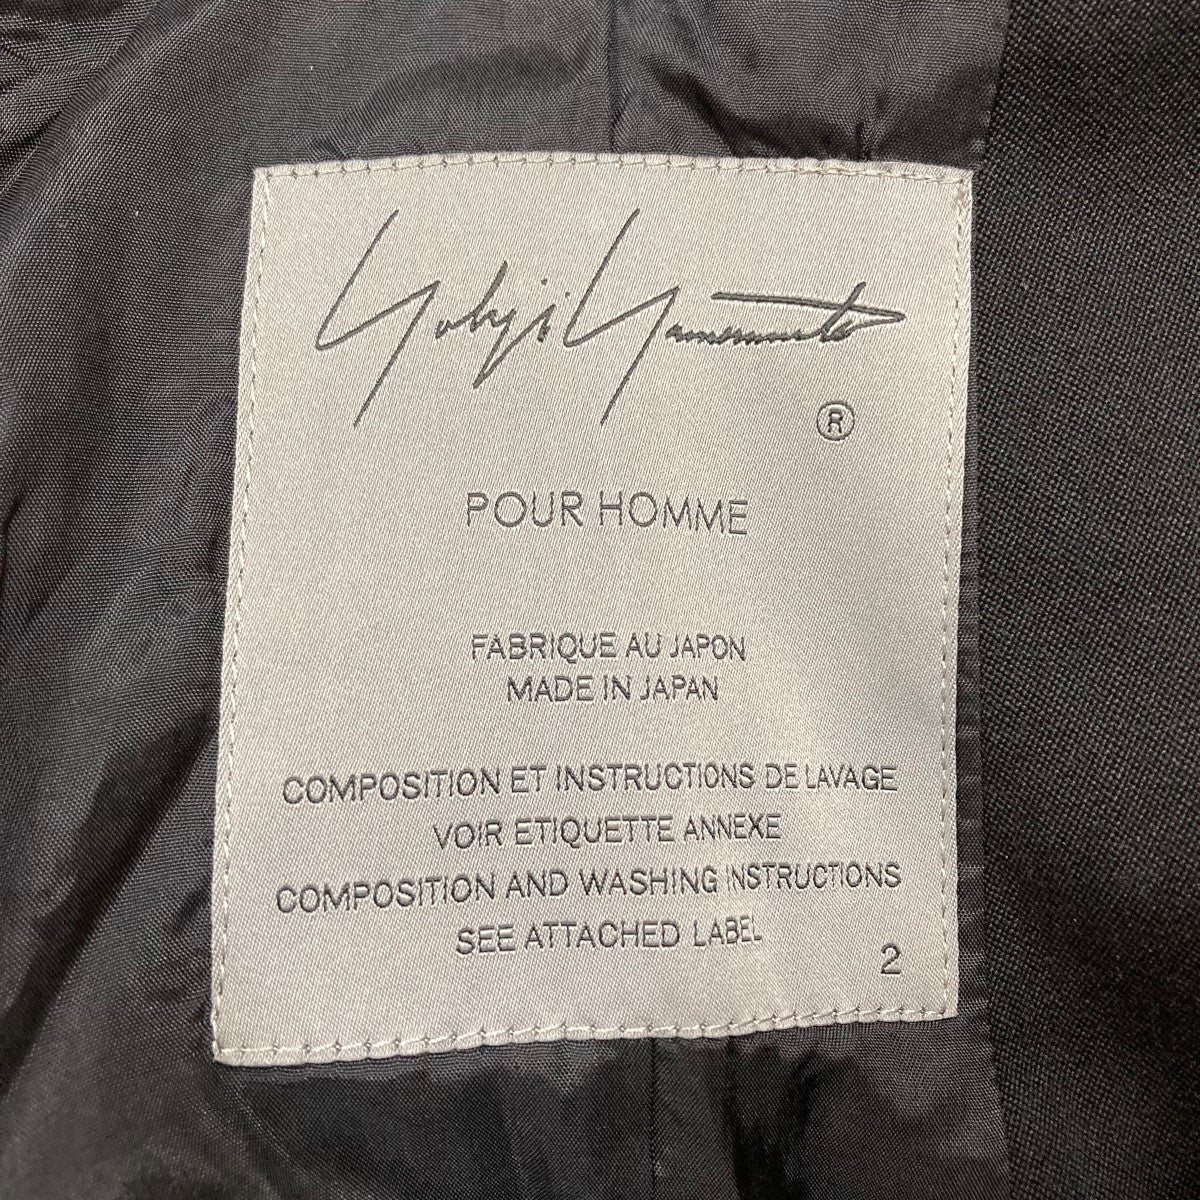 Yohji Yamamoto
®
POUR HOMME
FABRIQUE AU JAPON
MADE IN JAPAN
COMPOSITION ET INSTRUCTIONS DE LAVAGE
VOIR ETIQUETTE ANNEXE
COMPOSITION AND WASHING INSTRUCTIONS
SEE ATTACHED LABEL
2